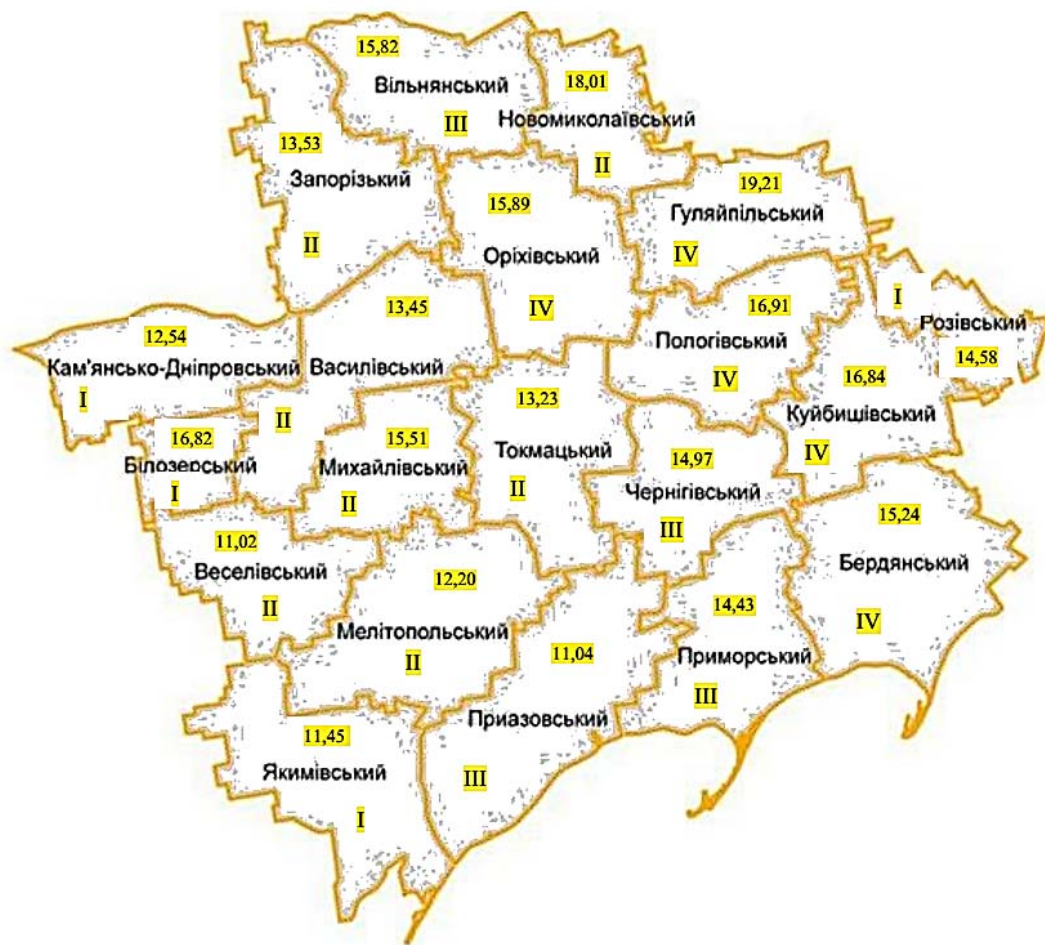 15,82
Вільнянський
III
18,01
Новомиколаївський
II
13,53
Запорізький
II
15,89
Оріхівський
IV
19,21
Гуляйпільський
IV
I
Розівський
14,58
12,54
Кам'янсько-Дніпровський
I
13,45
Василівський
II
16,91
Пологівський
IV
16,84
Куйбишівський
IV
16,82
Білозерський
I
15,51
Михайлівський
II
13,23
Токмацький
II
14,97
Чернігівський
III
15,24
Бердянський
IV
11,02
Веселівський
II
12,20
Мелітопольський
II
11,04
Приазовський
III
14,43
Приморський
III
11,45
Якимівський
I